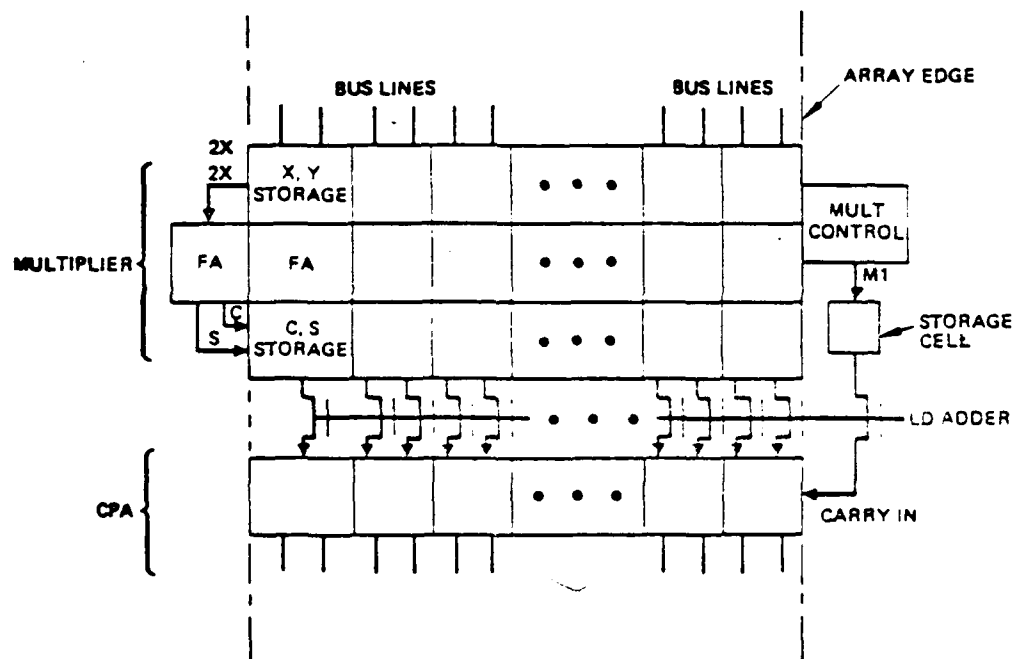 BUS LINES
BUS LINES
ARRAY EDGE
2X
2X
X, Y
STORAGE
MULT
CONTROL
MULTIPLIER
FA
FA
M1
C
S
C, S
STORAGE
STORAGE
CELL
LD ADDER
CPA
CARRY IN